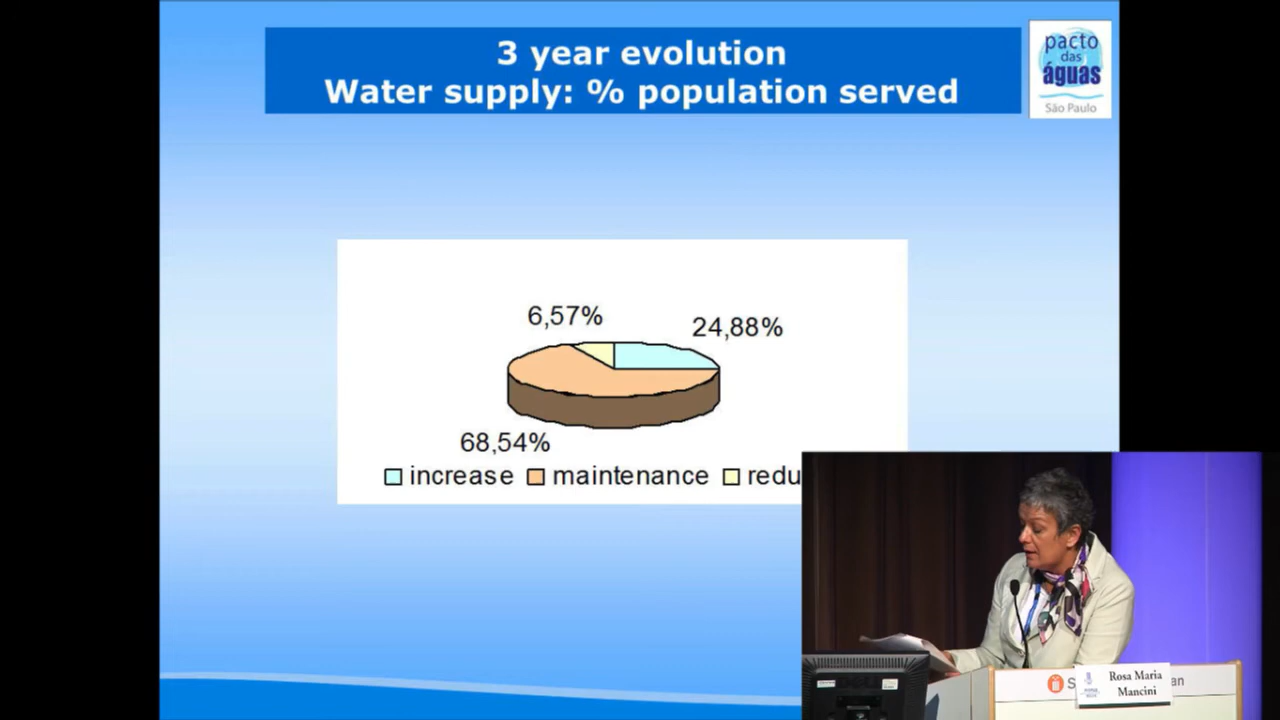 3 year evolution
Water supply: % population served
pacto
das
águas
São Paulo
6,57%
24,88%
68,54%
increase maintenance redu
Rosa Maria
Mancini